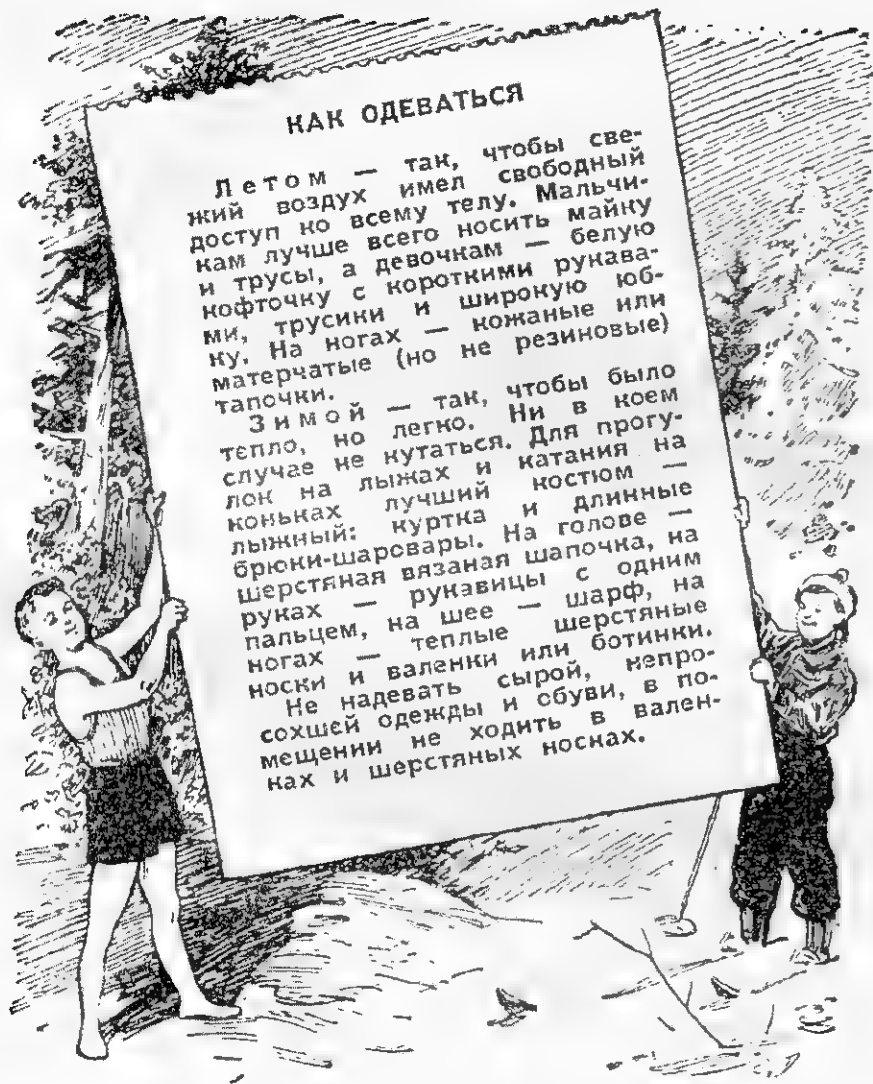 КАК ОДЕВАТЬСЯ
Летом — так, чтобы све-
жий воздух имел свободный
доступ ко всему телу. Мальчи-
кам лучше всего носить майку
и трусы, а девочкам — белую
кофточку с короткими рукава-
ми, трусики и широкую юб-
ку. На ногах — кожаные или
матерчатые (но не резиновые)
тапочки.
Зимой — так, чтобы было
тепло, но легко. Ни в коем
случае не кутаться. Для прогу-
лок на лыжах и катания на
коньках лучший костюм —
лыжный: куртка и длинные
брюки-шаровары. На голове —
шерстяная вязаная шапочка, на
руках — рукавицы с одним
пальцем, на шее — шарф, на
ногах — теплые шерстяные
носки и валенки или ботинки.
Не надевать сырой, непро-
сохшей одежды и обуви, в по-
мещении не ходить в вален-
ках и шерстяных носках.